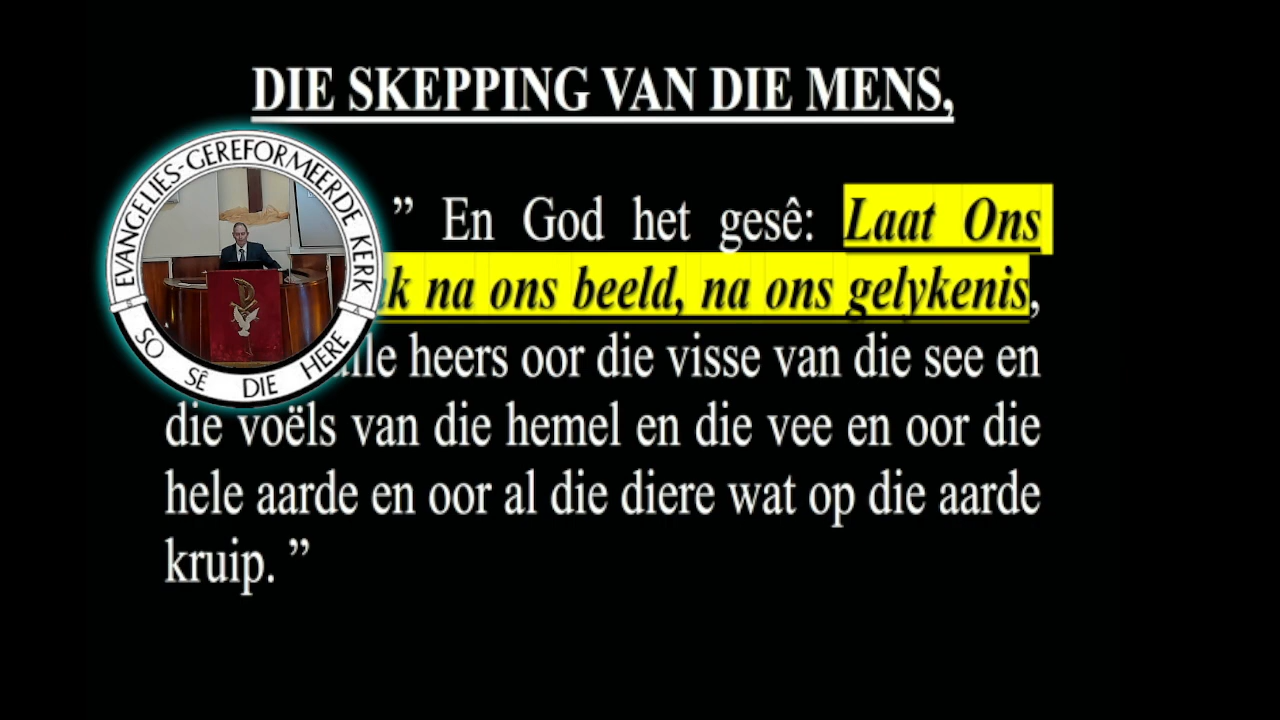 DIE SKEPPING VAN DIE MENS,
EVANGELIES-GEREFORMEERDE KERK
SO SÊ DIE HERE
” En God het gesê: Laat Ons
na ons beeld, na ons gelykenis,
heers oor die visse van die see en
die voëls van die hemel en die vee en oor die
hele aarde en oor al die diere wat op die aarde
kruip. ”